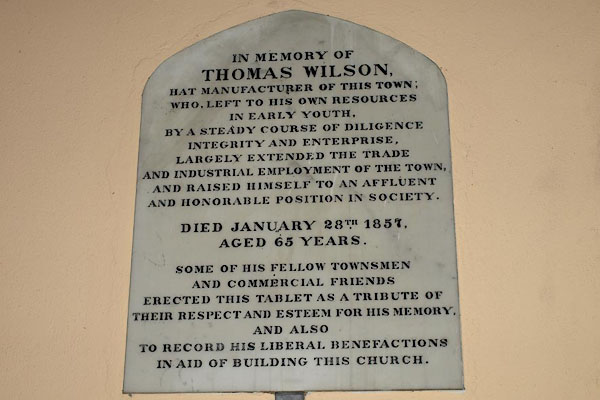 IN MEMORY OF
THOMAS WILSON,
HAT MANUFACTURER OF THIS TOWN;
WHO, LEFT TO HIS OWN RESOURCES
IN EARLY YOUTH,
BY A STEADY COURSE OF DILIGENCE
INTEGRITY AND ENTERPRISE,
LARGELY EXTENDED THE TRADE
AND INDUSTRIAL EMPLOYMENT OF THE TOWN,
AND RAISED HIMSELF TO AN AFFLUENT
AND HONORABLE POSITION IN SOCIETY.
DIED JANUARY 28TH 1857,
AGED 65 YEARS.
SOME OF HIS FELLOW TOWNSMEN
AND COMMERCIAL FRIENDS
ERECTED THIS TABLET AS A TRIBUTE OF
THEIR RESPECT AND ESTEEM FOR HIS MEMORY,
AND ALSO
TO RECORD HIS LIBERAL BENEFACTIONS
IN AID OF BUILDING THIS CHURCH.